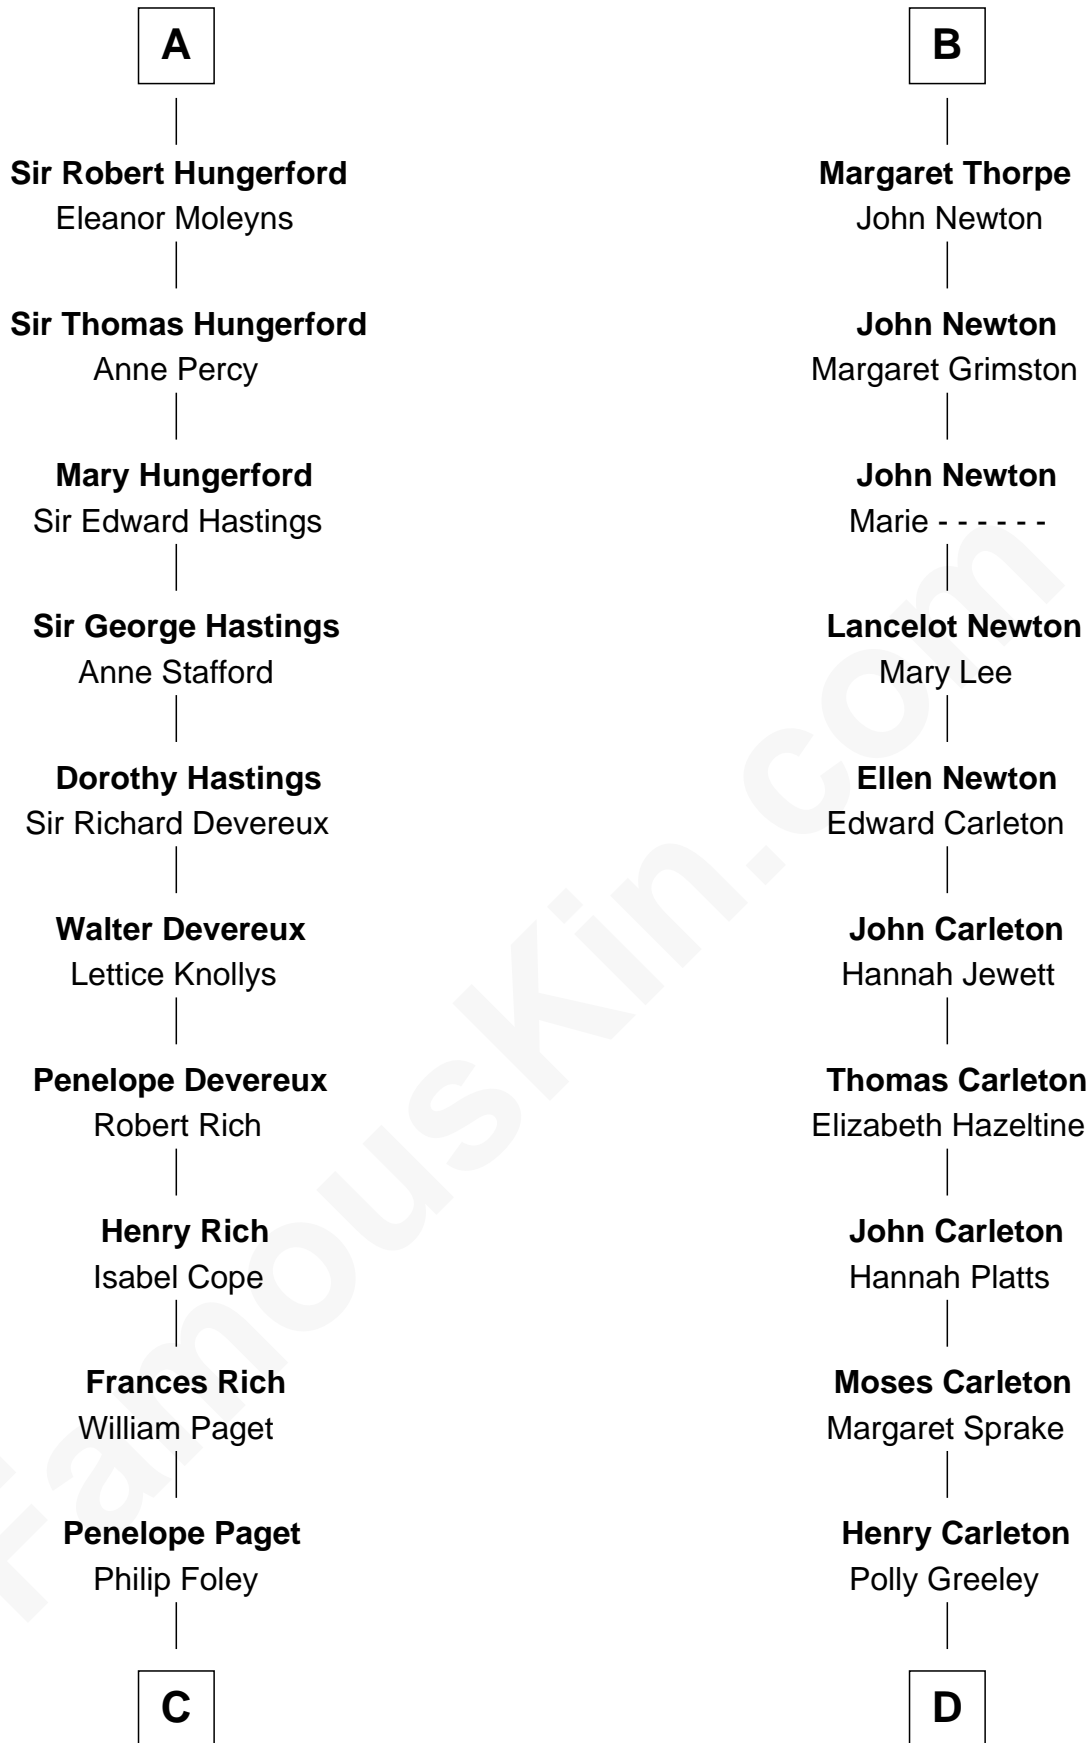 A
Sir Robert Hungerford
Eleanor Moleyns
Sir Thomas Hungerford
Anne Percy
Mary Hungerford
Sir Edward Hastings
Sir George Hastings
Anne Stafford
Dorothy Hastings
Sir Richard Devereux
Walter Devereux
Lettice Knollys
Penelope Devereux
Robert Rich
Henry Rich
Isabel Cope
Frances Rich
William Paget
Penelope Paget
Philip Foley
C
B
Margaret Thorpe
John Newton
John Newton
Margaret Grimston
John Newton
Marie - - - - - -
Lancelot Newton
Mary Lee
Ellen Newton
Edward Carleton
John Carleton
Hannah Jewett
Thomas Carleton
Elizabeth Hazeltine
John Carleton
Hannah Platts
Moses Carleton
Margaret Sprake
Henry Carleton
Polly Greeley
D
FamousKin.com